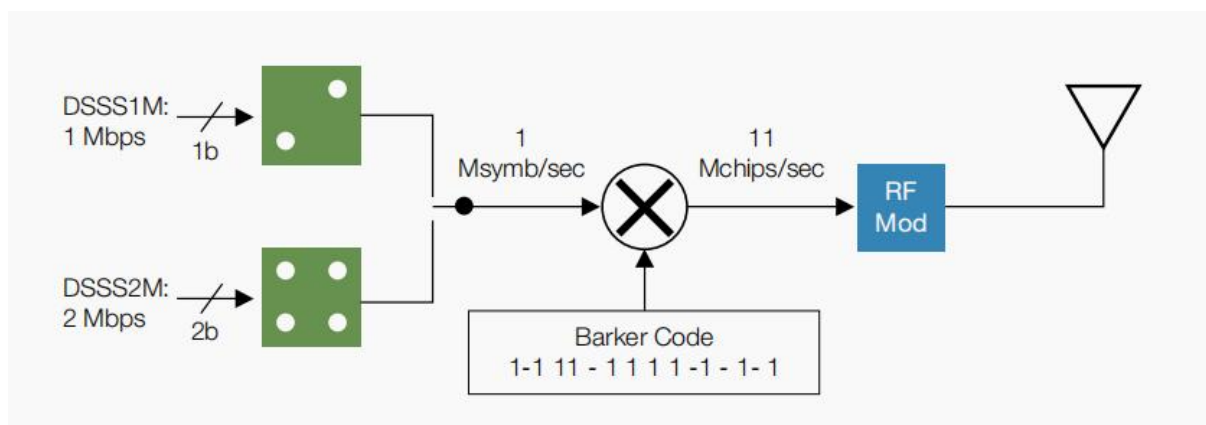 DSSS1M:
1 Mbps
1b
1
Msymb/sec
11
Mchips/sec
RF
Mod
DSSS2M:
2 Mbps
2b
Barker Code
1-1 11 - 1 1 1 1 -1 - 1- 1